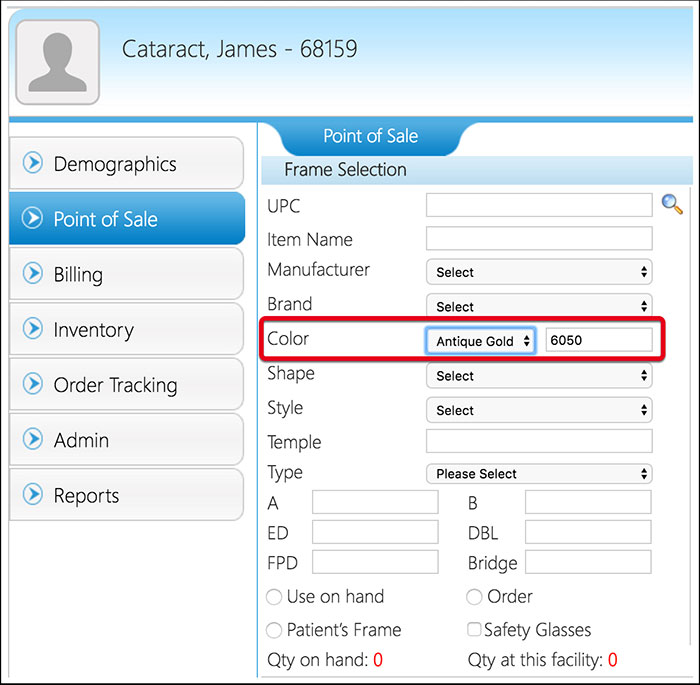 Cataract, James - 68159
Demographics
Point of Sale
Billing
Inventory
Order Tracking
Admin
Reports
Point of Sale
Frame Selection
UPC
Item Name
Manufacturer Select
Brand Select
Color Antique Gold 6050
Shape Select
Style Select
Temple
Type Please Select
A B
ED DBL
FPD Bridge
Use on hand Order
Patient's Frame Safety Glasses
Qty on hand: 0 Qty at this facility: 0